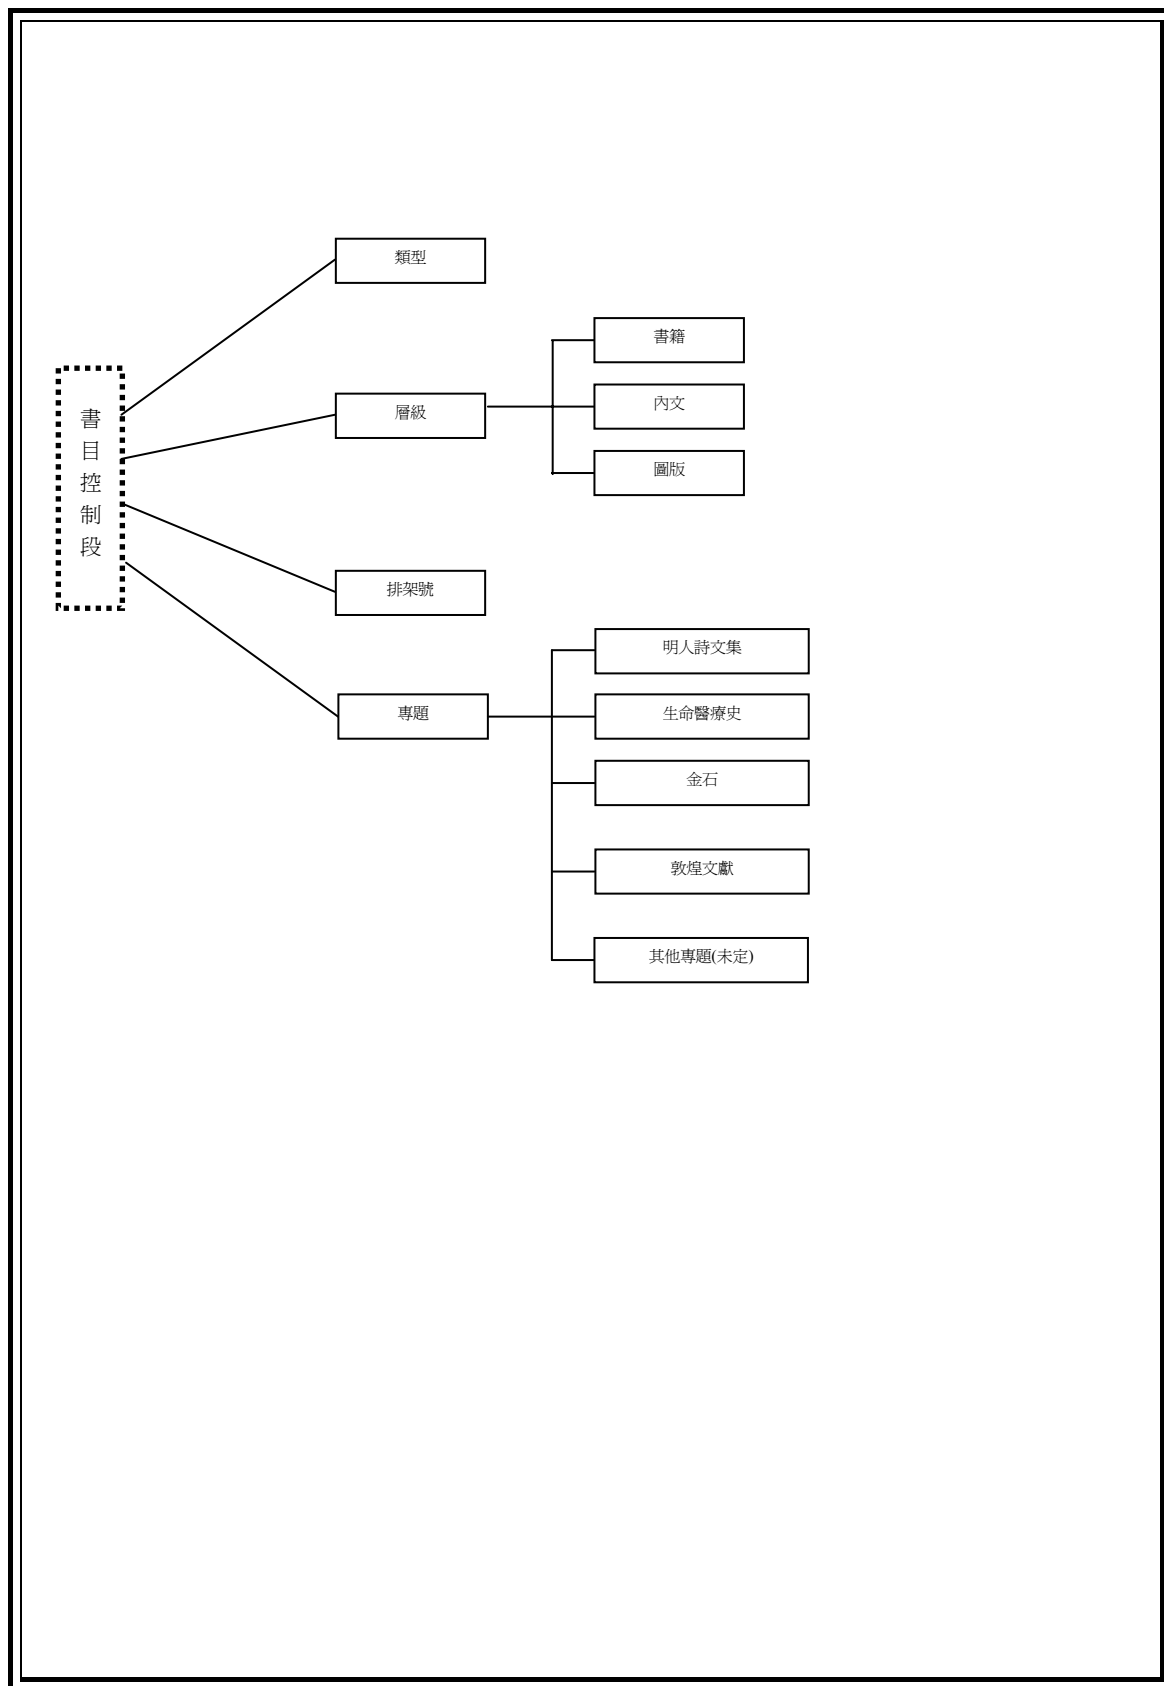 書目控制段
類型
層級
書籍
內文
圖版
排架號
專題
明人詩文集
生命醫療史
金石
敦煌文獻
其他專題(未定)